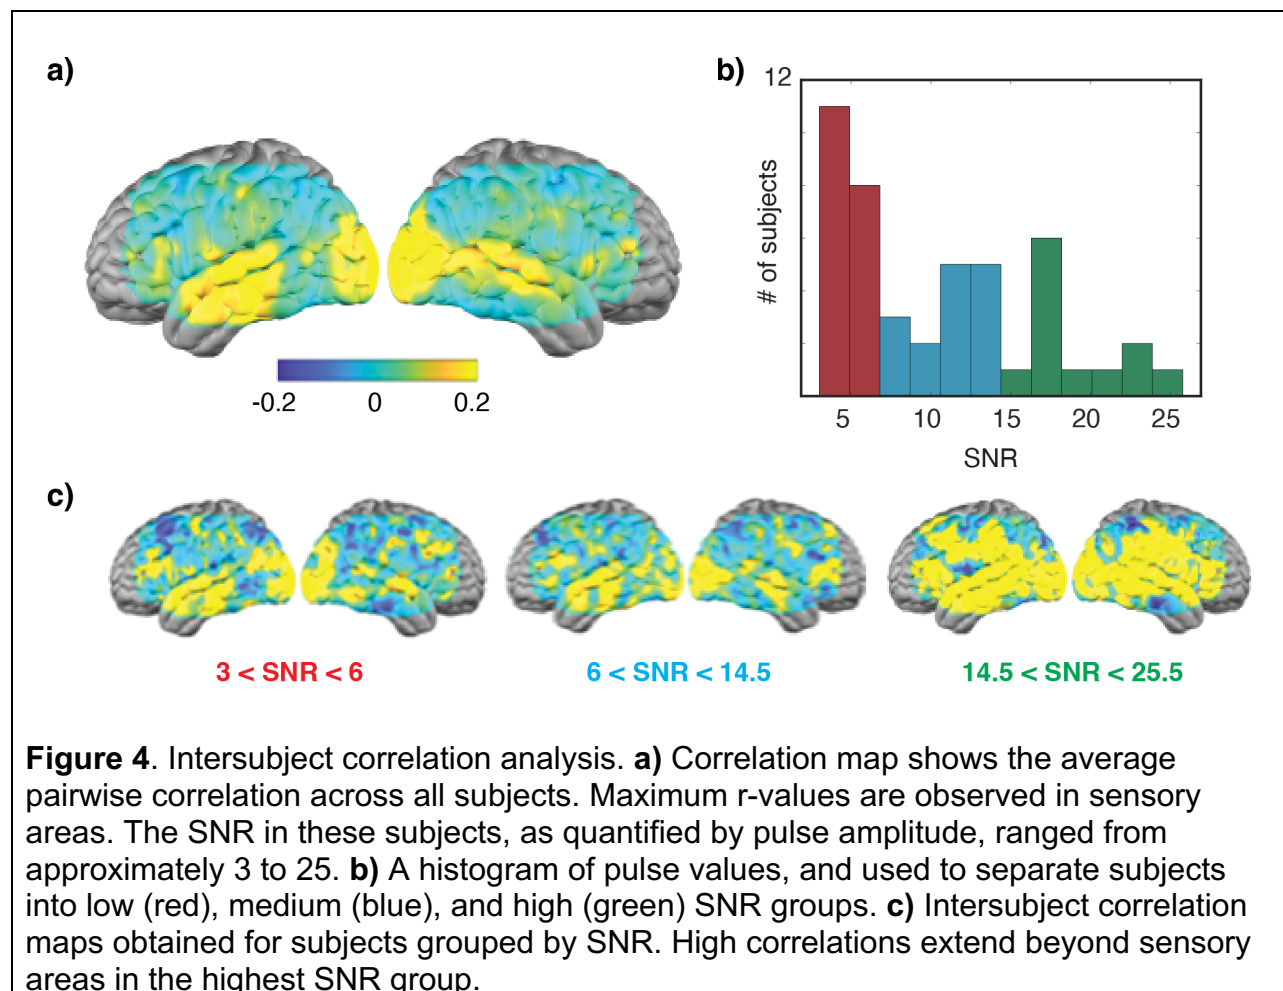 a)
-0.2 0 0.2
b)
12
# of subjects
5 10 15 20 25
SNR
c)
3 < SNR < 6
6 < SNR < 14.5
14.5 < SNR < 25.5
Figure 4. Intersubject correlation analysis. a) Correlation map shows the average
pairwise correlation across all subjects. Maximum r-values are observed in sensory
areas. The SNR in these subjects, as quantified by pulse amplitude, ranged from
approximately 3 to 25. b) A histogram of pulse values, and used to separate subjects
into low (red), medium (blue), and high (green) SNR groups. c) Intersubject correlation
maps obtained for subjects grouped by SNR. High correlations extend beyond sensory
areas in the highest SNR group.